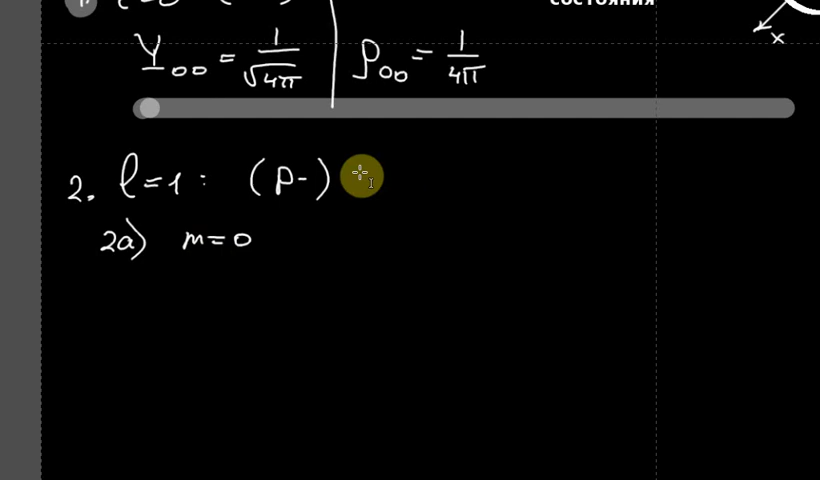 состояния
Y₀₀ = 1/√4π | ρ₀₀ = 1/4π
x
2. l=1: (p-)
2a) m=0